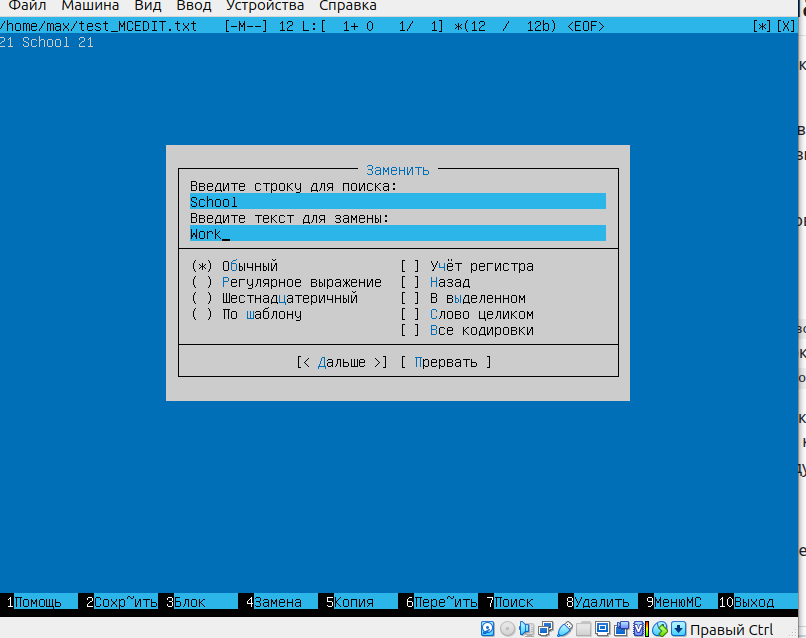 Файл Машина Вид Ввод Устройства Справка
/home/max/test_MCEDIT.txt [-M--] 12 L:[ 1+ 0 1/ 1] *(12 / 12b) <EOF> [*][X]
21 School 21
Заменить
Введите строку для поиска:
School
Введите текст для замены:
Work_
(*) Обычный [ ] Учёт регистра
( ) Регулярное выражение [ ] Назад
( ) Шестнадцатеричный [ ] В выделенном
( ) По шаблону [ ] Слово целиком
[ ] Все кодировки
[< Дальше >] [ Прервать ]
1Помощь 2Сохр~ить 3Блок 4Замена 5Копия 6Пере~ить 7Поиск 8Удалить 9МенюМС 10Выход
Правый Ctrl